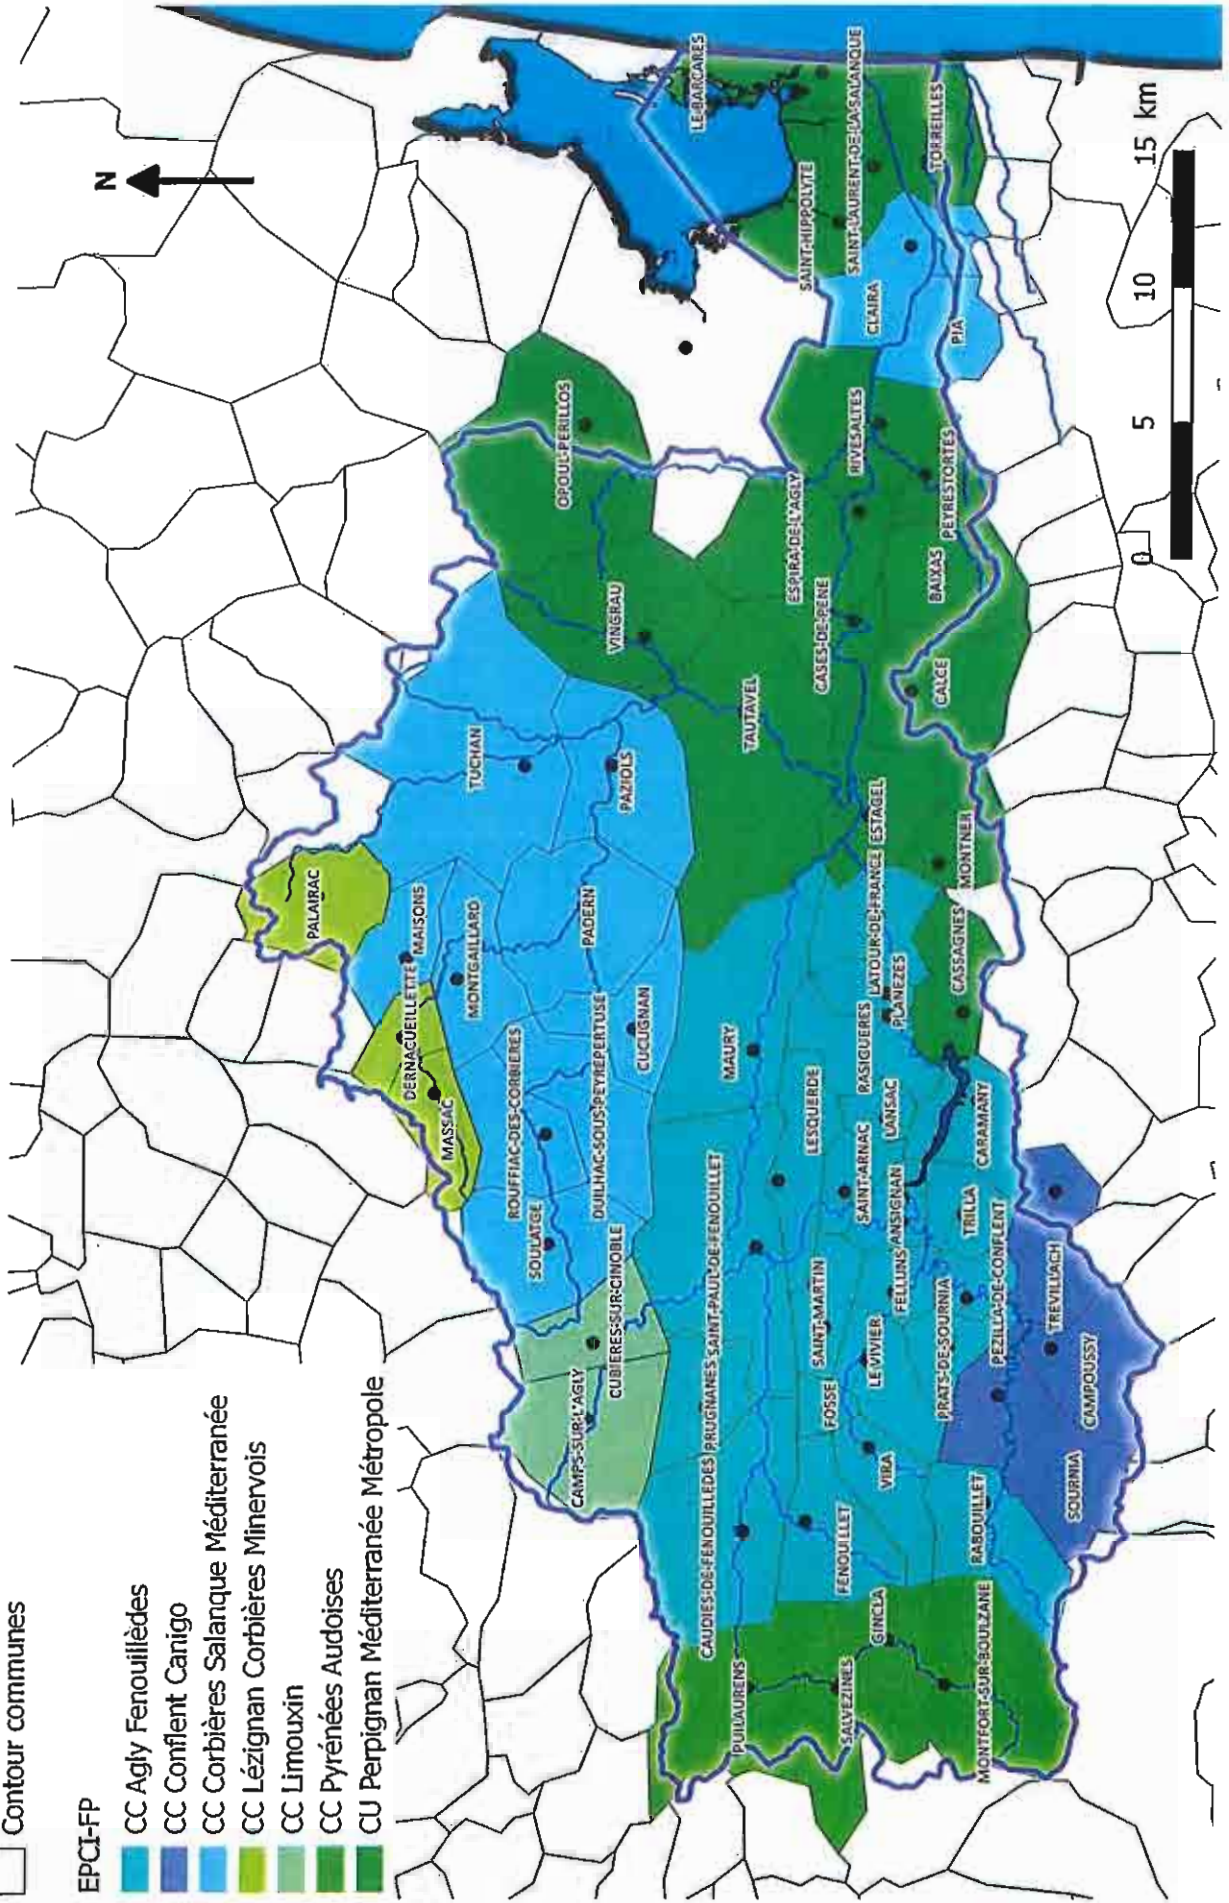 Contour communes
EPCI-FP
CC Agly Fenouillèdes
CC Conflent Canigo
CC Corbières Salanque Méditerranée
CC Lézignan Corbières Minervois
CC Limouxin
CC Pyrénées Audoises
CU Perpignan Méditerranée Métropole
N
PALAIRAC
DERNACUEILLETTE
MAISONS
MASSAC
MONTGAILLARD
TUCHAN
ROUFFIAC-DES-CORBIERES
SOULATGE
OPOUL-PERILLOS
CAMPS-SUR-L'AGLY
CUBIERES-SUR-CINOBLE
DUILHAC-SOUS-PEYREPERTUSE
PADERN
PAZIOLS
VINGRAU
CUCUGNAN
LE-BARCARES
CAUDIES-DE-FENOUILLEDES
PRUGNANES
SAINT-PAUL-DE-FENOUILLET
MAURY
TAUTAVEL
PUILAURENS
ESPIRA-DE-L'AGLY
SAINT-HIPPOLYTE
LESQUERDE
CASES-DE-PENE
SAINT-MARTIN
FOSSE
FENOUILLET
SALVEZINES
RIVESALTES
SAINT-LAURENT-DE-LA-SALANQUE
SAINT-ARNAC
RASIGUERES
LATOUR-DE-FRANCE
ESTAGEL
CLAIRA
LE-VIVIER
VIRA
GINCLA
LANSAC
PLANEZES
FELLUNS
ANSIGNAN
PRATS-DE-SOURNIA
BAIXAS
PEYRESTORTES
TORREILLES
CALCE
CASSAGNES
MONTNER
PIA
TRILLA
CARAMANY
RABOUILLET
MONTFORT-SUR-BOULZANE
PEZILLA-DE-CONFLENT
TREVILLACH
SOURNIA
CAMPOUSSY
0 5 10 15 km